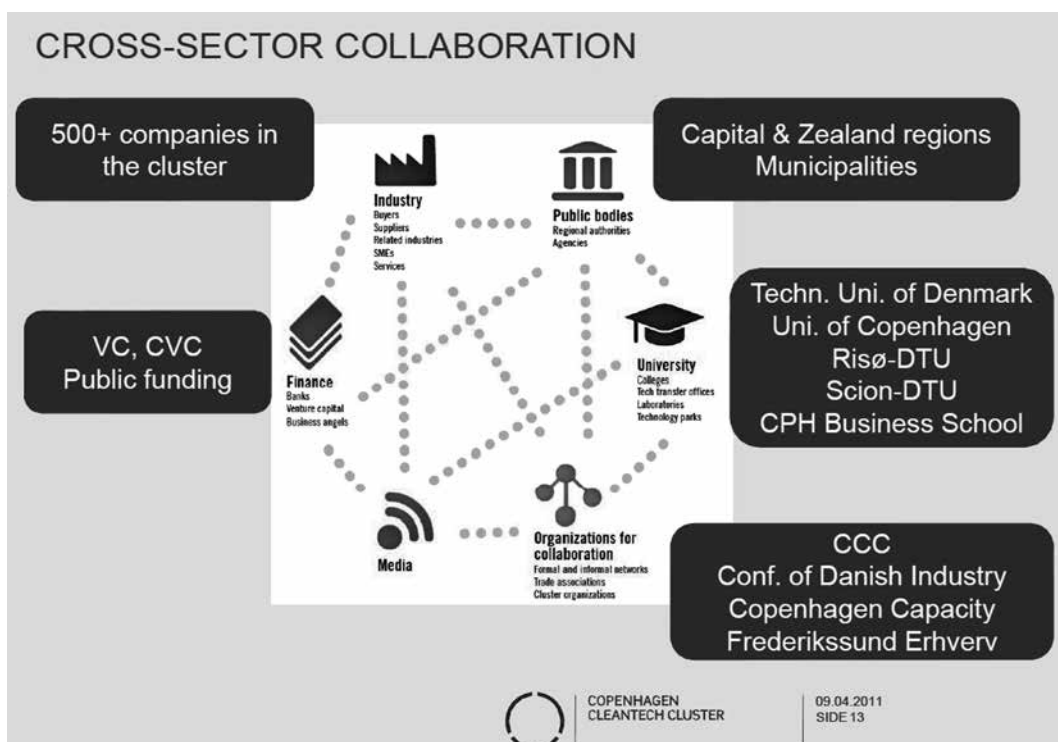 CROSS-SECTOR COLLABORATION
500+ companies in
the cluster
Capital & Zealand regions
Municipalities
Industry
Buyers
Suppliers
Related industries
SMEs
Services
Public bodies
Regional authorities
Agencies
VC, CVC
Public funding
Finance
Banks
Venture capital
Business angels
University
Colleges
Tech transfer offices
Laboratories
Technology parks
Techn. Uni. of Denmark
Uni. of Copenhagen
Risø-DTU
Scion-DTU
CPH Business School
Media
Organizations for
collaboration
Formal and informal networks
Trade associations
Cluster organizations
CCC
Conf. of Danish Industry
Copenhagen Capacity
Frederikssund Erhverv
COPENHAGEN
CLEANTECH CLUSTER
09.04.2011
SIDE 13